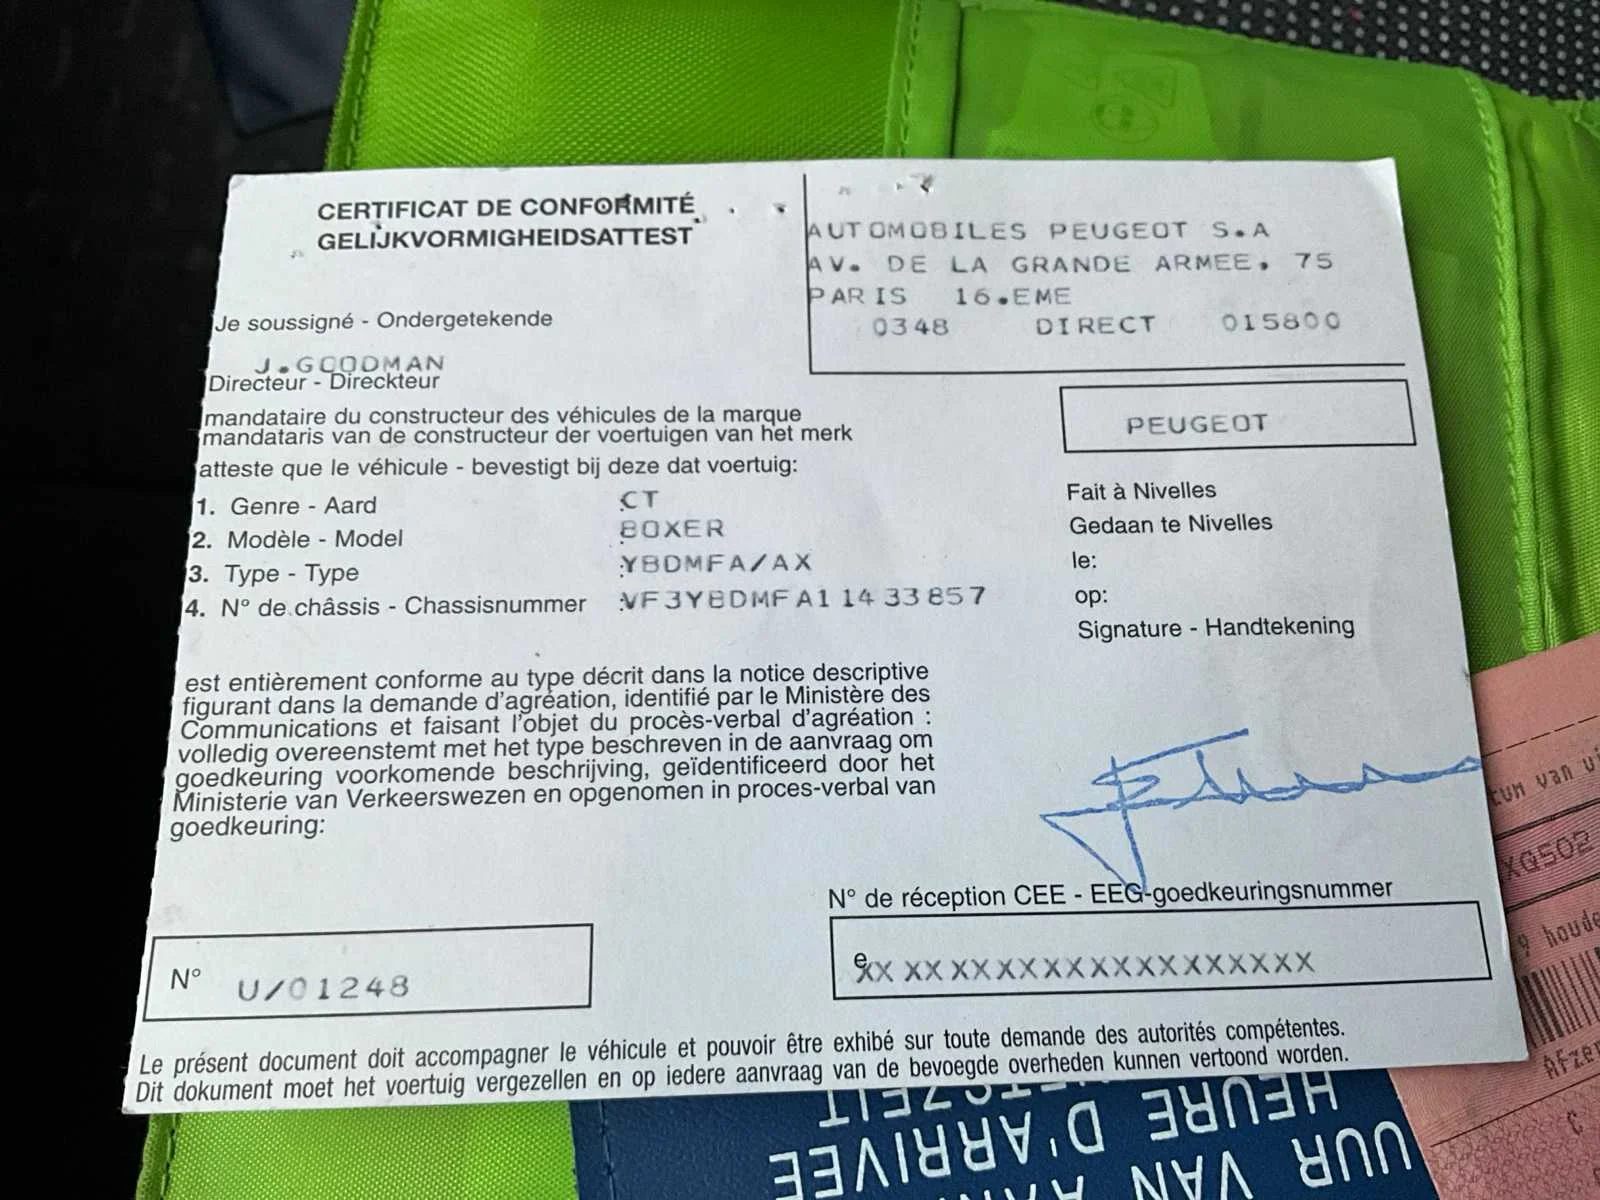 CERTIFICAT DE CONFORMITÉ
GELIJKVORMIGHEIDSATTEST
AUTOMOBILES PEUGEOT S.A
AV. DE LA GRANDE ARMEE. 75
PARIS 16.EME
0348 DIRECT 015800
Je soussigné - Ondergetekende
J.GOODMAN
Directeur - Direckteur
mandataire du constructeur des véhicules de la marque
mandataris van de constructeur der voertuigen van het merk
PEUGEOT
atteste que le véhicule - bevestigt bij deze dat voertuig:
1. Genre - Aard :CT
2. Modèle - Model :BOXER
3. Type - Type :YBDMFA/AX
4. N° de châssis - Chassisnummer :VF3YBDMFA11433857
Fait à Nivelles
Gedaan te Nivelles
le:
op:
Signature - Handtekening
est entièrement conforme au type décrit dans la notice descriptive
figurant dans la demande d'agréation, identifié par le Ministère des
Communications et faisant l'objet du procès-verbal d'agréation :
volledig overeenstemt met het type beschreven in de aanvraag om
goedkeuring voorkomende beschrijving, geïdentificeerd door het
Ministerie van Verkeerswezen en opgenomen in proces-verbal van
goedkeuring:
N° de réception CEE - EEG-goedkeuringsnummer
N° U/01248
e XX XX XXXXXXXXXXXXXXXXXX
Le présent document doit accompagner le véhicule et pouvoir être exhibé sur toute demande des autorités compétentes.
Dit dokument moet het voertuig vergezellen en op iedere aanvraag van de bevoegde overheden kunnen vertoond worden.
van
XQ502
HEURE D'ARRIVEE
UUR VAN